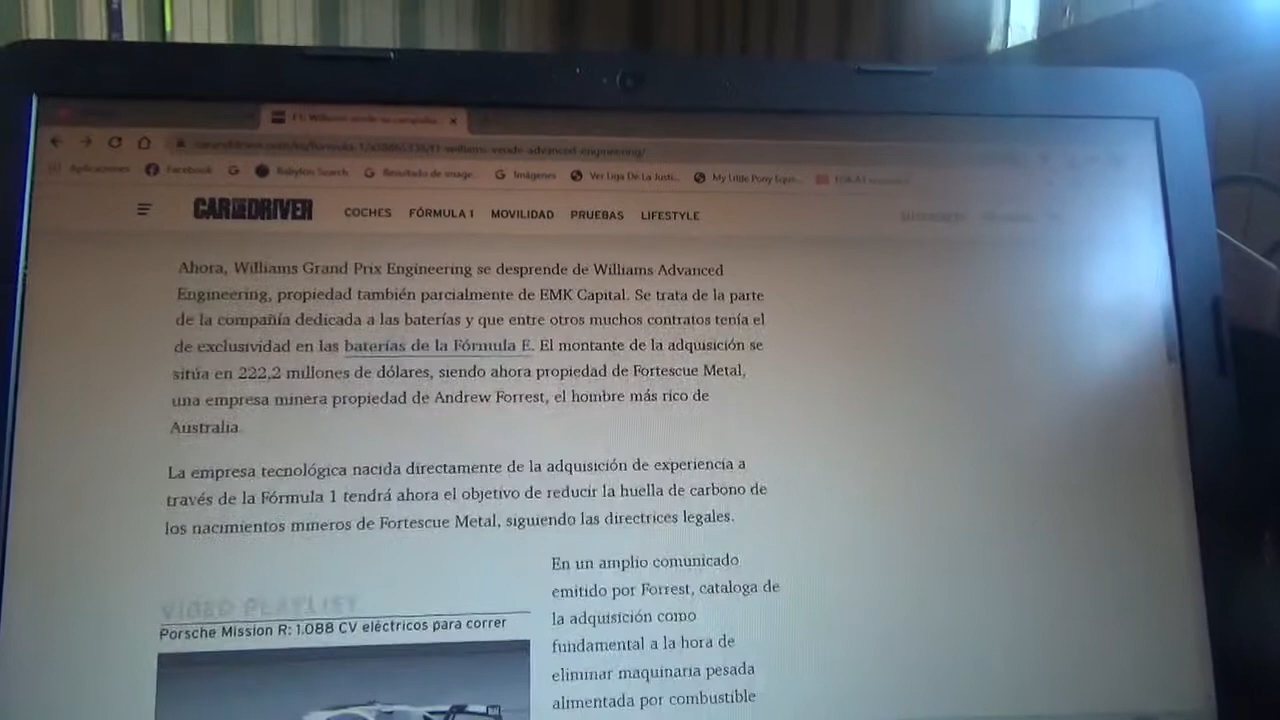 Facebook
G
Babylon Search
G Resultado de image...
G Imágenes
Ver Liga De La Justi...
My Little Pony Eque...
CAR AND DRIVER
COCHES
FÓRMULA 1
MOVILIDAD
PRUEBAS
LIFESTYLE
Ahora, Williams Grand Prix Engineering se desprende de Williams Advanced
Engineering, propiedad también parcialmente de EMK Capital. Se trata de la parte
de la compañía dedicada a las baterías y que entre otros muchos contratos tenía el
de exclusividad en las baterías de la Fórmula E. El montante de la adquisición se
sitúa en 222,2 millones de dólares, siendo ahora propiedad de Fortescue Metal,
una empresa minera propiedad de Andrew Forrest, el hombre más rico de
Australia.
La empresa tecnológica nacida directamente de la adquisición de experiencia a
través de la Fórmula 1 tendrá ahora el objetivo de reducir la huella de carbono de
los nacimientos mineros de Fortescue Metal, siguiendo las directrices legales.
VIDEO PLAYLIST
Porsche Mission R: 1.088 CV eléctricos para correr
En un amplio comunicado
emitido por Forrest, cataloga de
la adquisición como
fundamental a la hora de
eliminar maquinaria pesada
alimentada por combustible